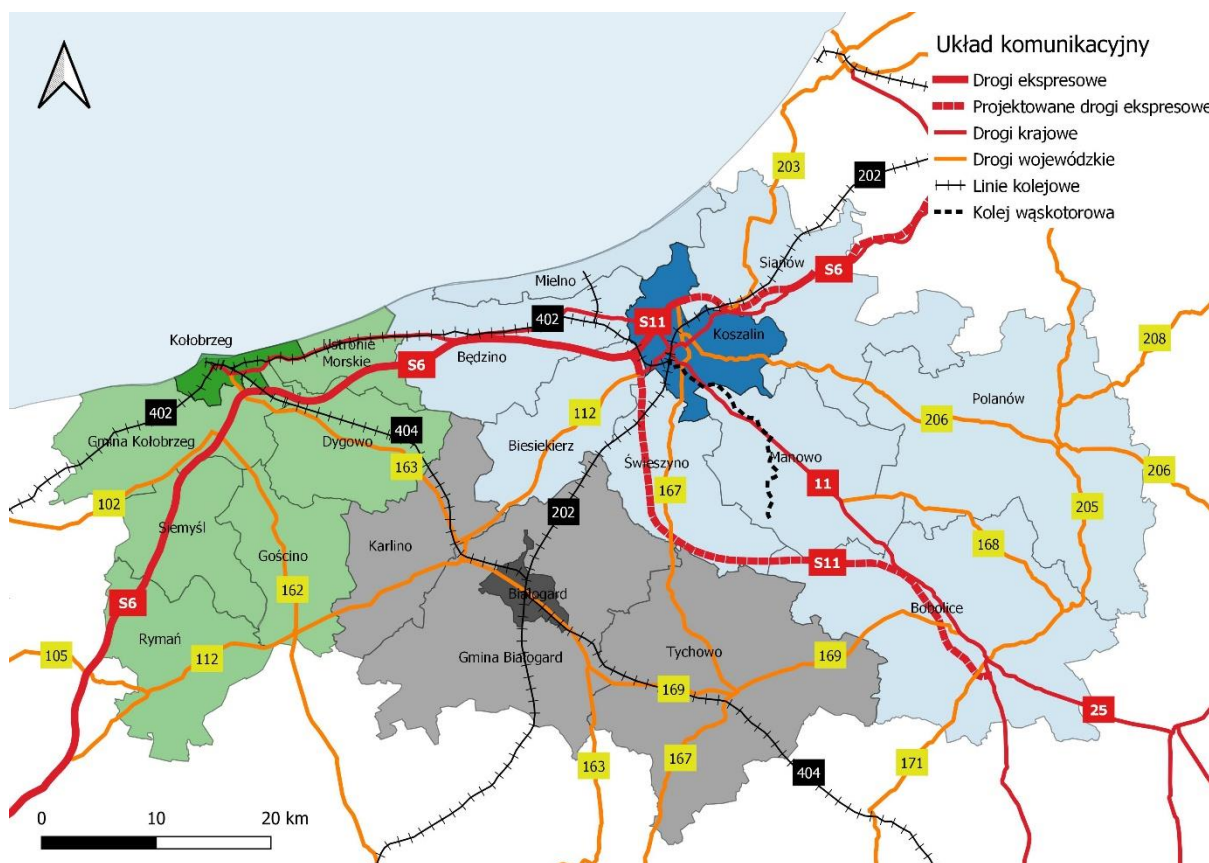 Układ komunikacyjny
Drogi ekspresowe
Projektowane drogi ekspresowe
Drogi krajowe
Drogi wojewódzkie
Linie kolejowe
Kolej wąskotorowa
203
202
Sianów
S6
Mielno
402
S11
Koszalin
Kołobrzeg
Ustronie
Morskie
S6
Będzino
208
Polanów
402
Gmina Kołobrzeg
404
Dygowo
163
112
Biesiekierz
206
206
Świeszyno
Manowo
167
11
102
202
205
Siemyśl
Gościno
Karlino
168
162
S11
S6
Białogard
Bobolice
Rymań
105
112
Gmina Białogard
Tychowo
169
169
25
163
167
404
171
0
10
20 km